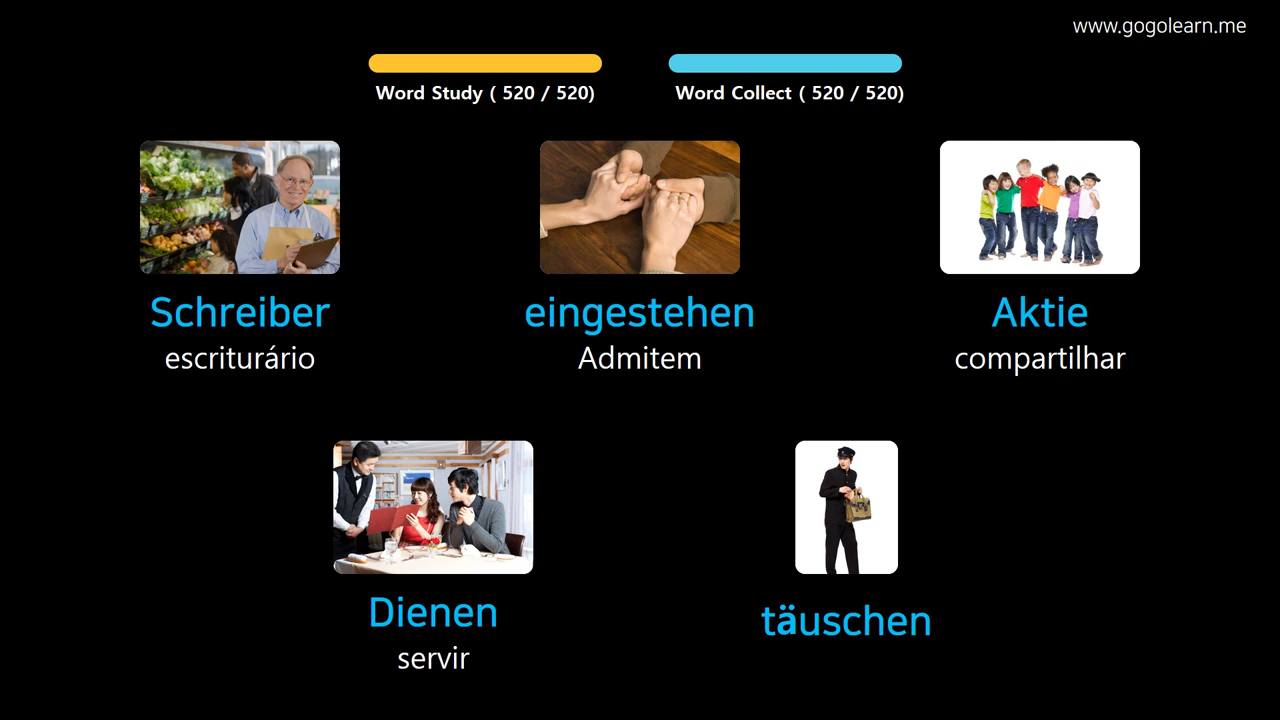 www.gogolearn.me
Word Study ( 520 / 520)
Word Collect ( 520 / 520)
Schreiber
eingestehen
Aktie
escriturário
Admitem
compartilhar
Dienen
täuschen
servir